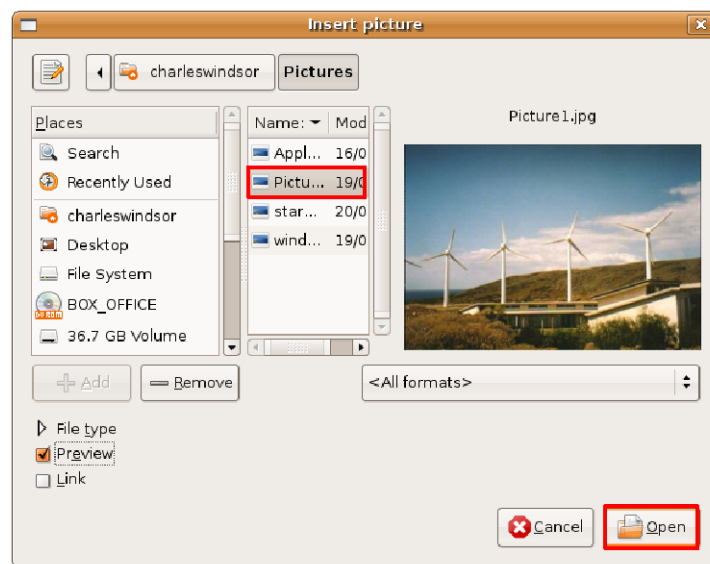 Insert picture
charleswindsor Pictures
Places
Search
Recently Used
charleswindsor
Desktop
File System
BOX_OFFICE
36.7 GB Volume
Name: Mod
Appl... 16/0
Pictu... 19/0
star... 20/0
wind... 19/0
Picture1.jpg
Add
Remove
<All formats>
File type
Preview
Link
Cancel
Open